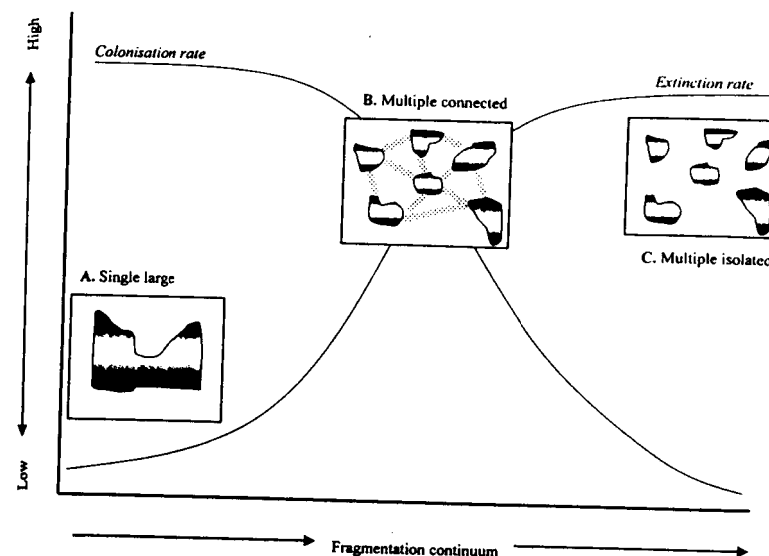 High
Colonisation rate
Extinction rate
B. Multiple connected
C. Multiple isolated
A. Single large
Low
Fragmentation continuum